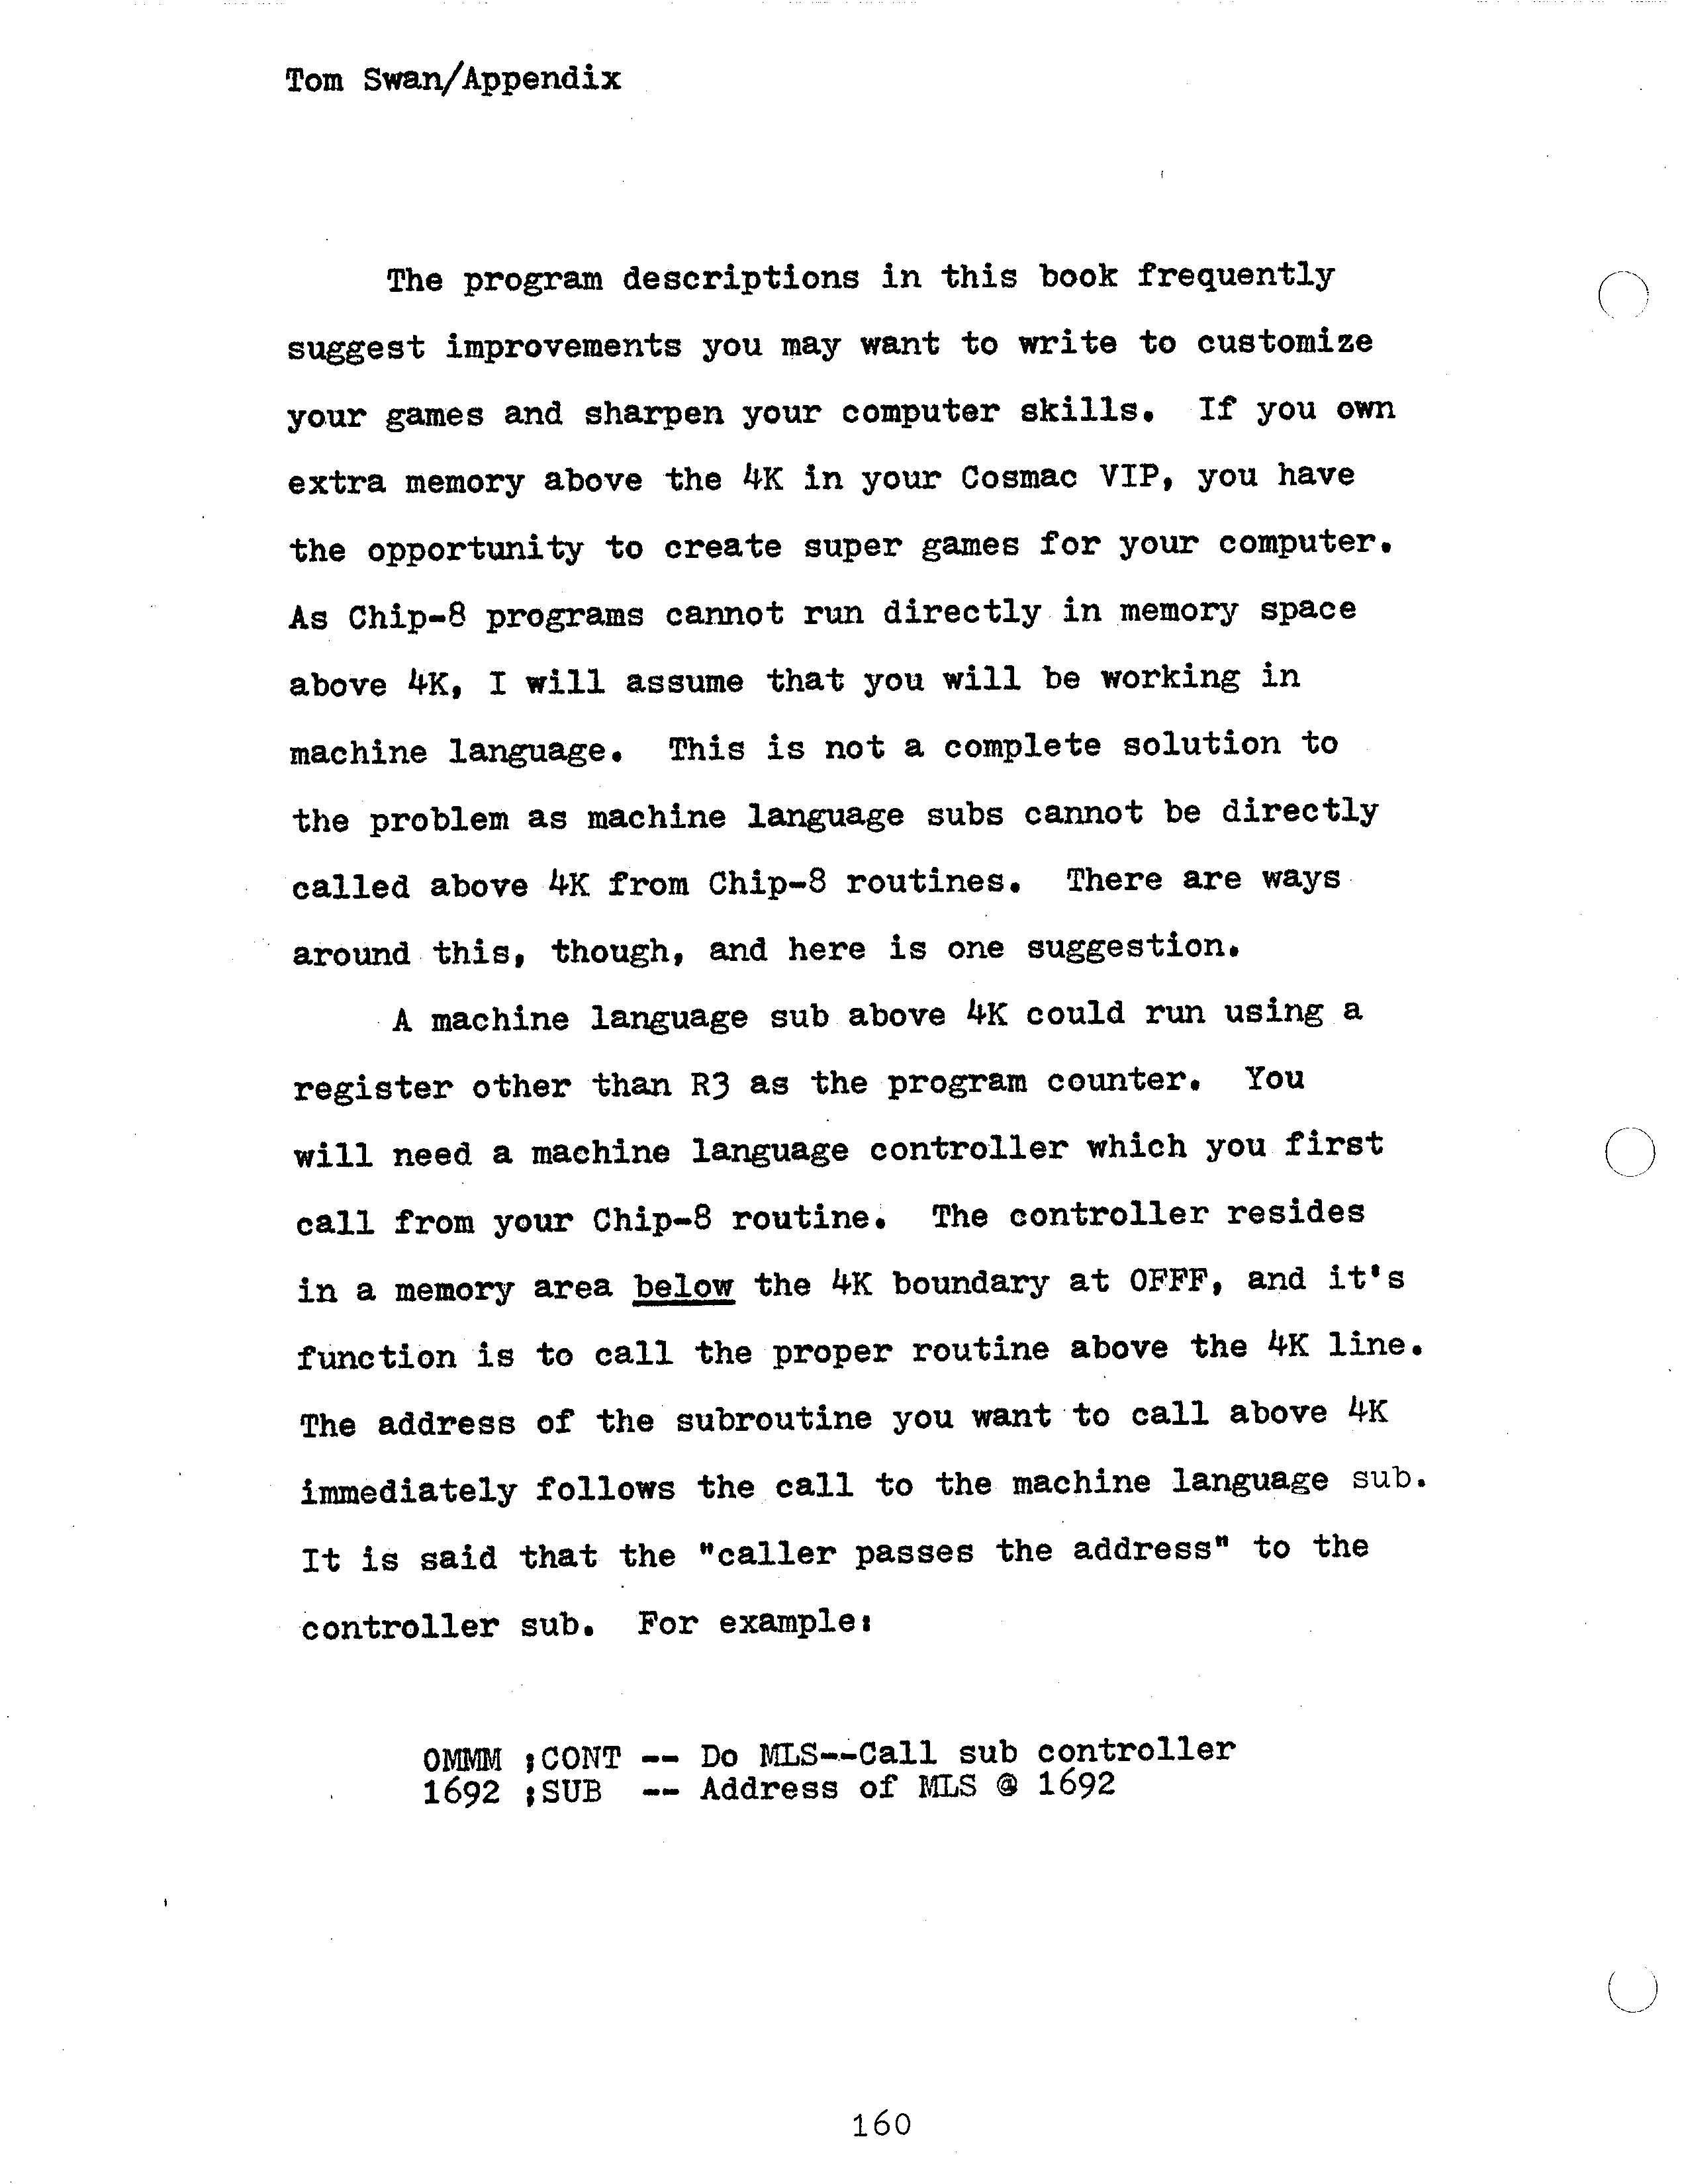 Tom Swan/Appendix
The program descriptions in this book frequently
suggest improvements you may want to write to customize
your games and sharpen your computer skills. If you own
extra memory above the 4K in your Cosmac VIP, you have
the opportunity to create super games for your computer.
As Chip-8 programs cannot run directly in memory space
above 4K, I will assume that you will be working in
machine language. This is not a complete solution to
the problem as machine language subs cannot be directly
called above 4K from Chip-8 routines. There are ways
around this, though, and here is one suggestion.
A machine language sub above 4K could run using a
register other than R3 as the program counter. You
will need a machine language controller which you first
call from your Chip-8 routine. The controller resides
in a memory area below the 4K boundary at 0FFF, and it's
function is to call the proper routine above the 4K line.
The address of the subroutine you want to call above 4K
immediately follows the call to the machine language sub.
It is said that the "caller passes the address" to the
controller sub. For example:
0MMM ;CONT -- Do MLS--Call sub controller
1692 ;SUB -- Address of MLS @ 1692
160